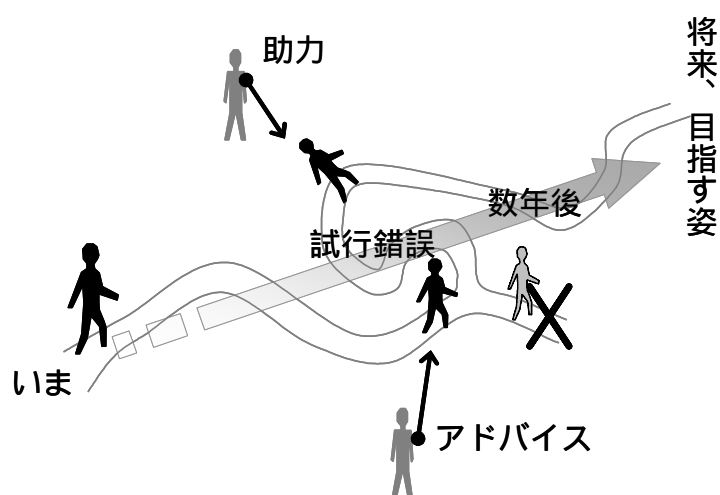 助力
将来、目指す姿
数年後
試行錯誤
いま
アドバイス